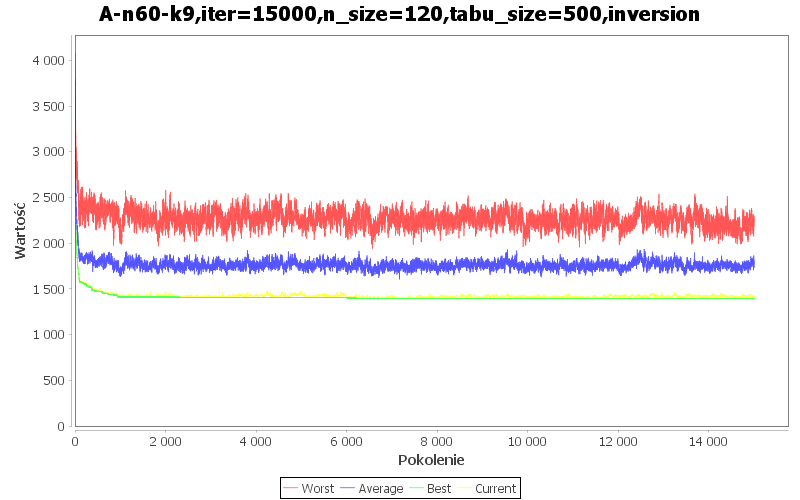 A-n60-k9,iter=15000,n_size=120,tabu_size=500,inversion
Wartość
4 000
3 500
3 000
2 500
2 000
1 500
1 000
500
0
0 2 000 4 000 6 000 8 000 10 000 12 000 14 000
Pokolenie
Worst Average Best Current